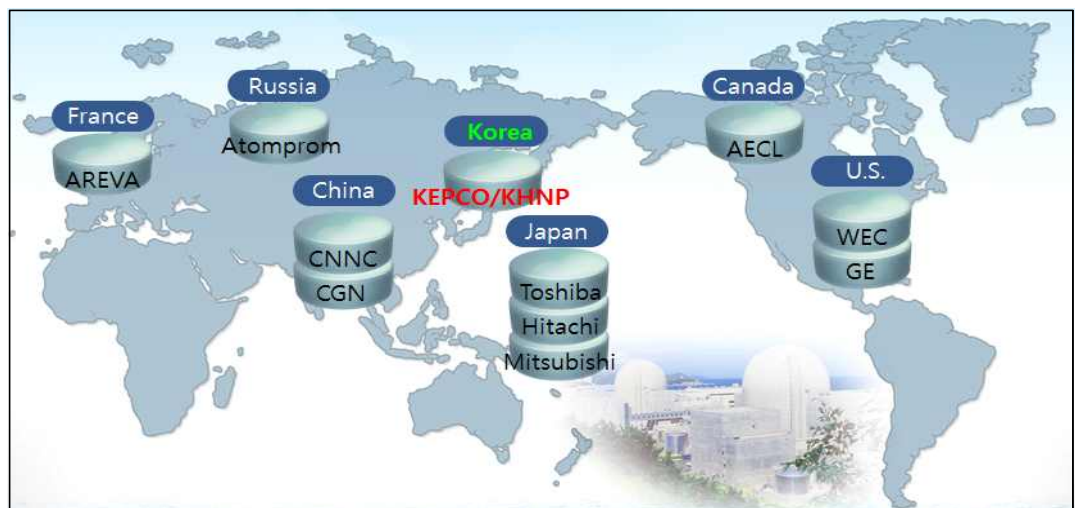 France
AREVA
Russia
Atomprom
China
CNNC
CGN
Korea
KEPCO/KHNP
Japan
Toshiba
Hitachi
Mitsubishi
Canada
AECL
U.S.
WEC
GE